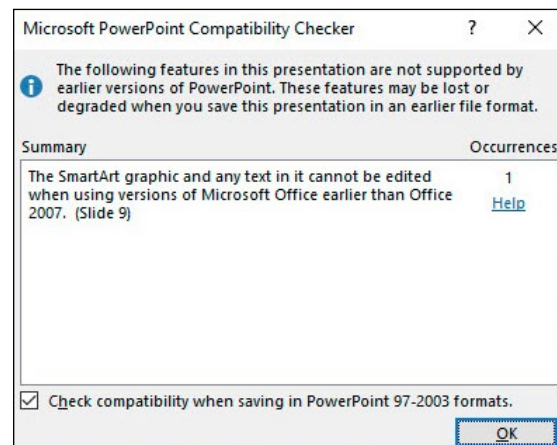 Microsoft PowerPoint Compatibility Checker ? ×
The following features in this presentation are not supported by
earlier versions of PowerPoint. These features may be lost or
degraded when you save this presentation in an earlier file format.
Summary Occurrences
The SmartArt graphic and any text in it cannot be edited 1
when using versions of Microsoft Office earlier than Office Help
2007. (Slide 9)
Check compatibility when saving in PowerPoint 97-2003 formats.
OK